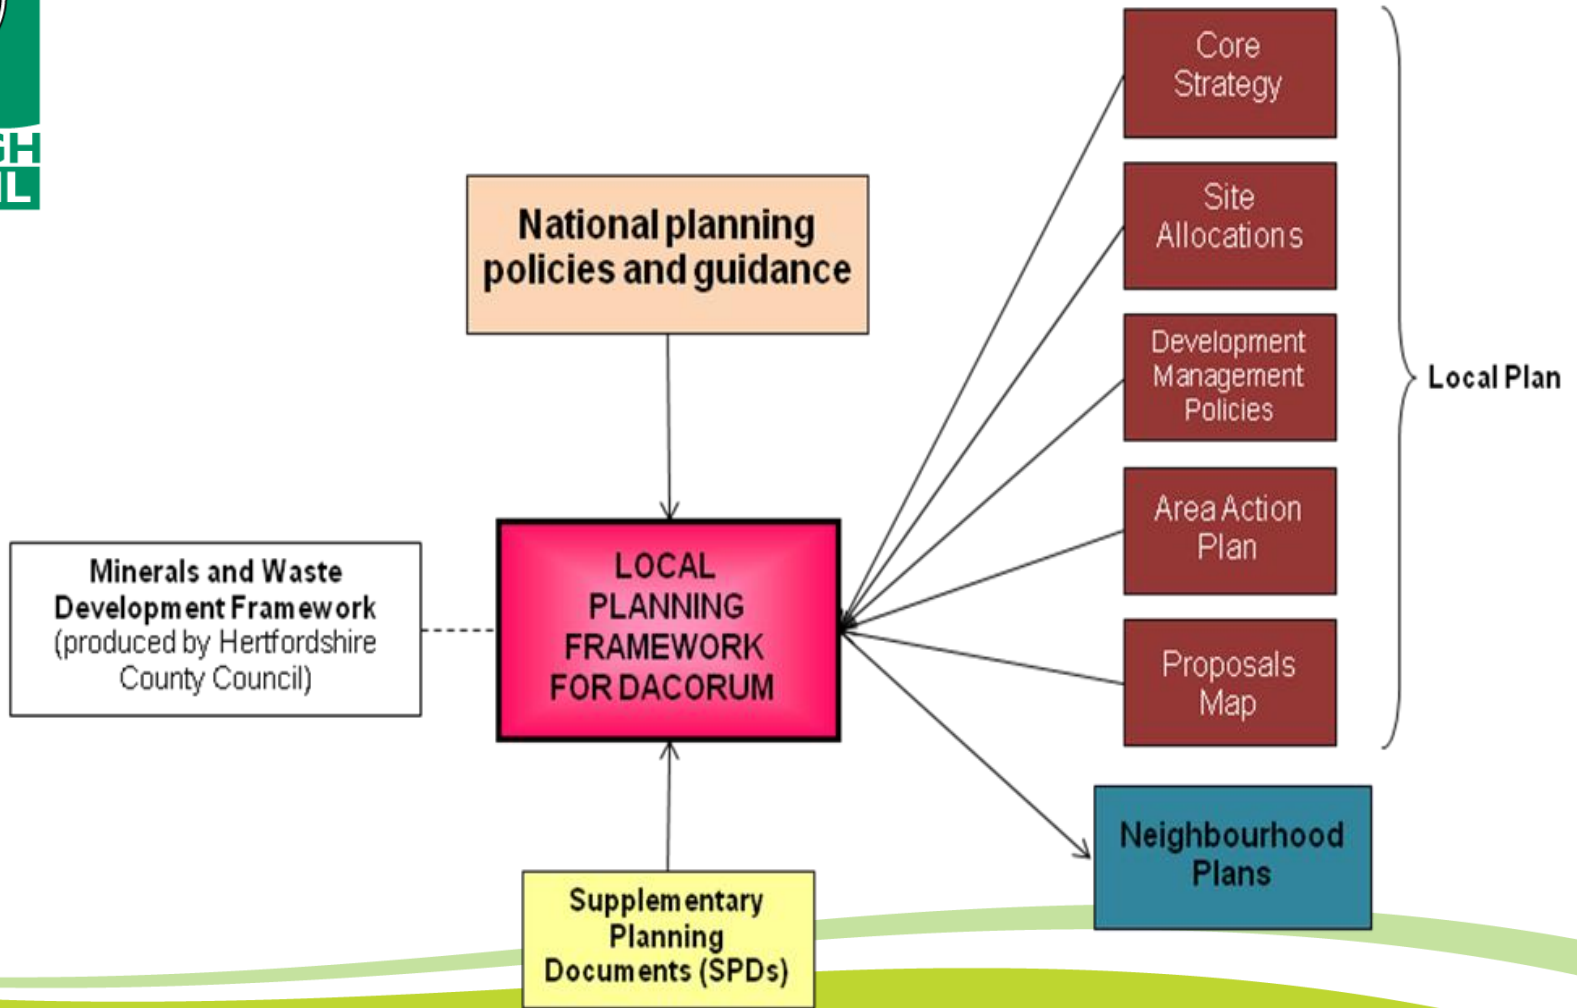 GH
IL
National planning
policies and guidance
Minerals and Waste
Development Framework
(produced by Hertfordshire
County Council)
LOCAL
PLANNING
FRAMEWORK
FOR DACORUM
Supplementary
Planning
Documents (SPDs)
Core
Strategy
Site
Allocations
Development
Management
Policies
Area Action
Plan
Proposals
Map
Local Plan
Neighbourhood
Plans